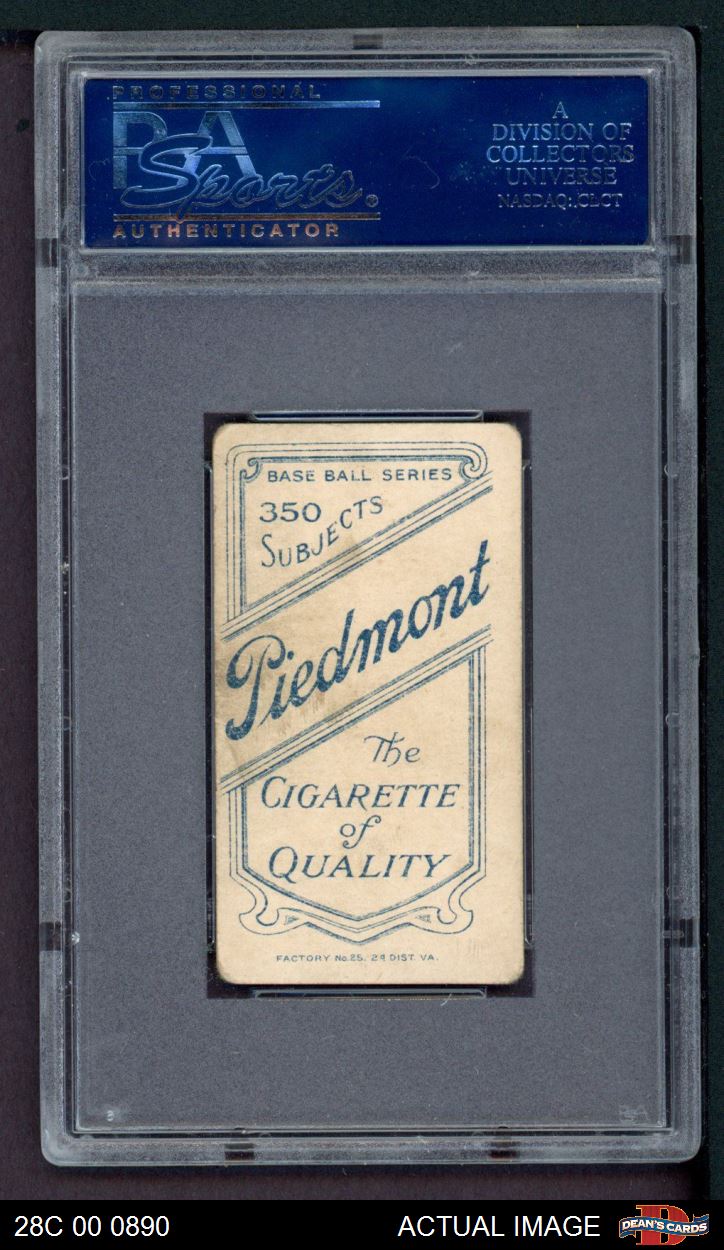 PROFESSIONAL
PSA
Sports®
AUTHENTICATOR
A
DIVISION OF
COLLECTORS
UNIVERSE
NASDAQ: CLCT
BASE BALL SERIES
350
SUBJECTS
Piedmont
The
CIGARETTE
of
QUALITY
FACTORY No. 25. 2d DIST. VA.
PSA
28C 00 0890
ACTUAL IMAGE
D
DEAN'S CARDS